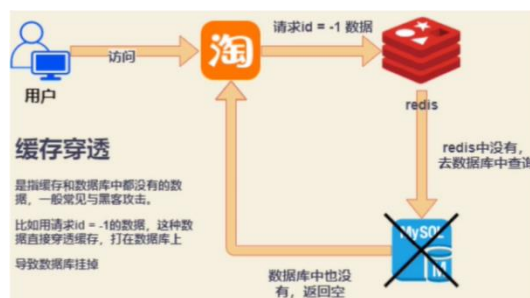 请求id = -1 数据
淘
访问
用户
redis
缓存穿透
redis中没有，
去数据库中查询
是指缓存和数据库中都没有的数
据，一般常见与黑客攻击。
比如用请求id = -1的数据，这种数
据直接穿透缓存，打在数据库上
导致数据库挂掉
MySQL
M
数据库中也没
有，返回空